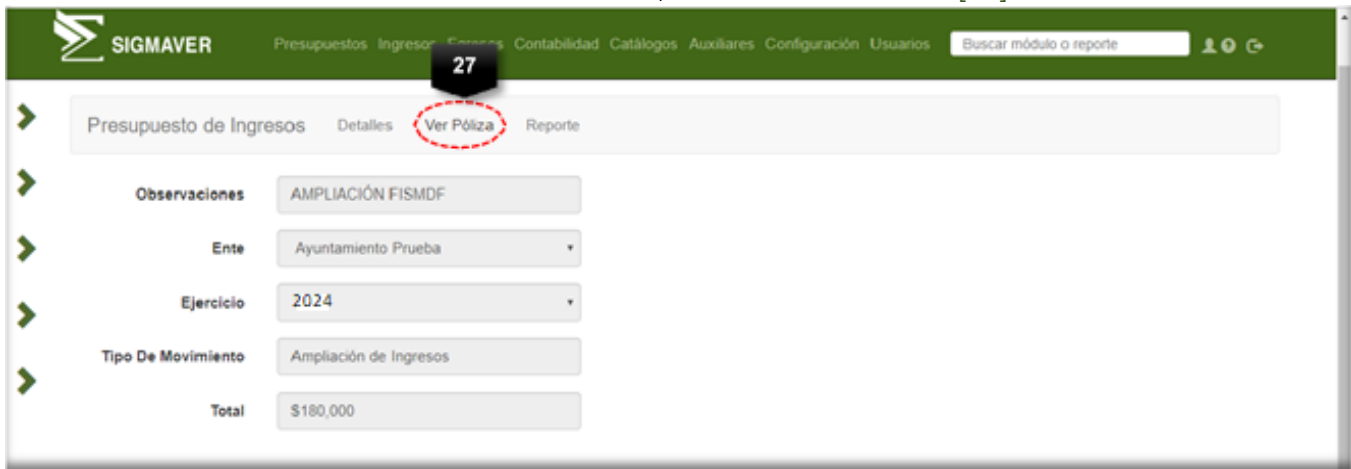 SIGMAVER Presupuestos Ingresos Egresos Contabilidad Catálogos Auxiliares Configuración Usuarios Buscar módulo o reporte
27
Presupuesto de Ingresos Detalles Ver Póliza Reporte
Observaciones AMPLIACIÓN FISMDF
Ente Ayuntamiento Prueba
Ejercicio 2024
Tipo De Movimiento Ampliación de Ingresos
Total $180,000